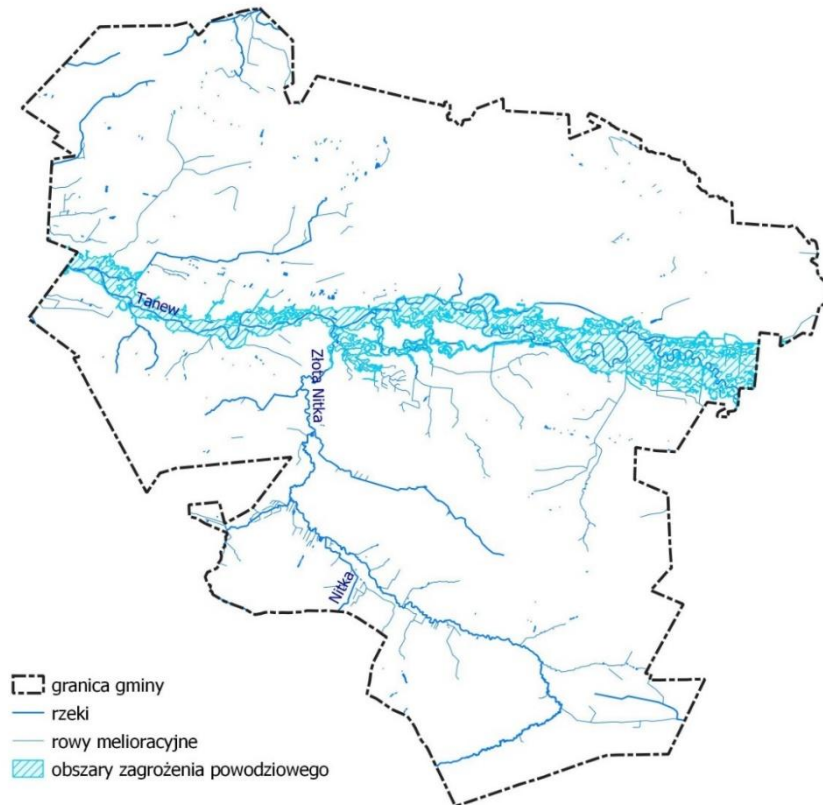 Tanew
Złota Nitka
Nitka
granica gminy
rzeki
rowy melioracyjne
obszary zagrożenia powodziowego